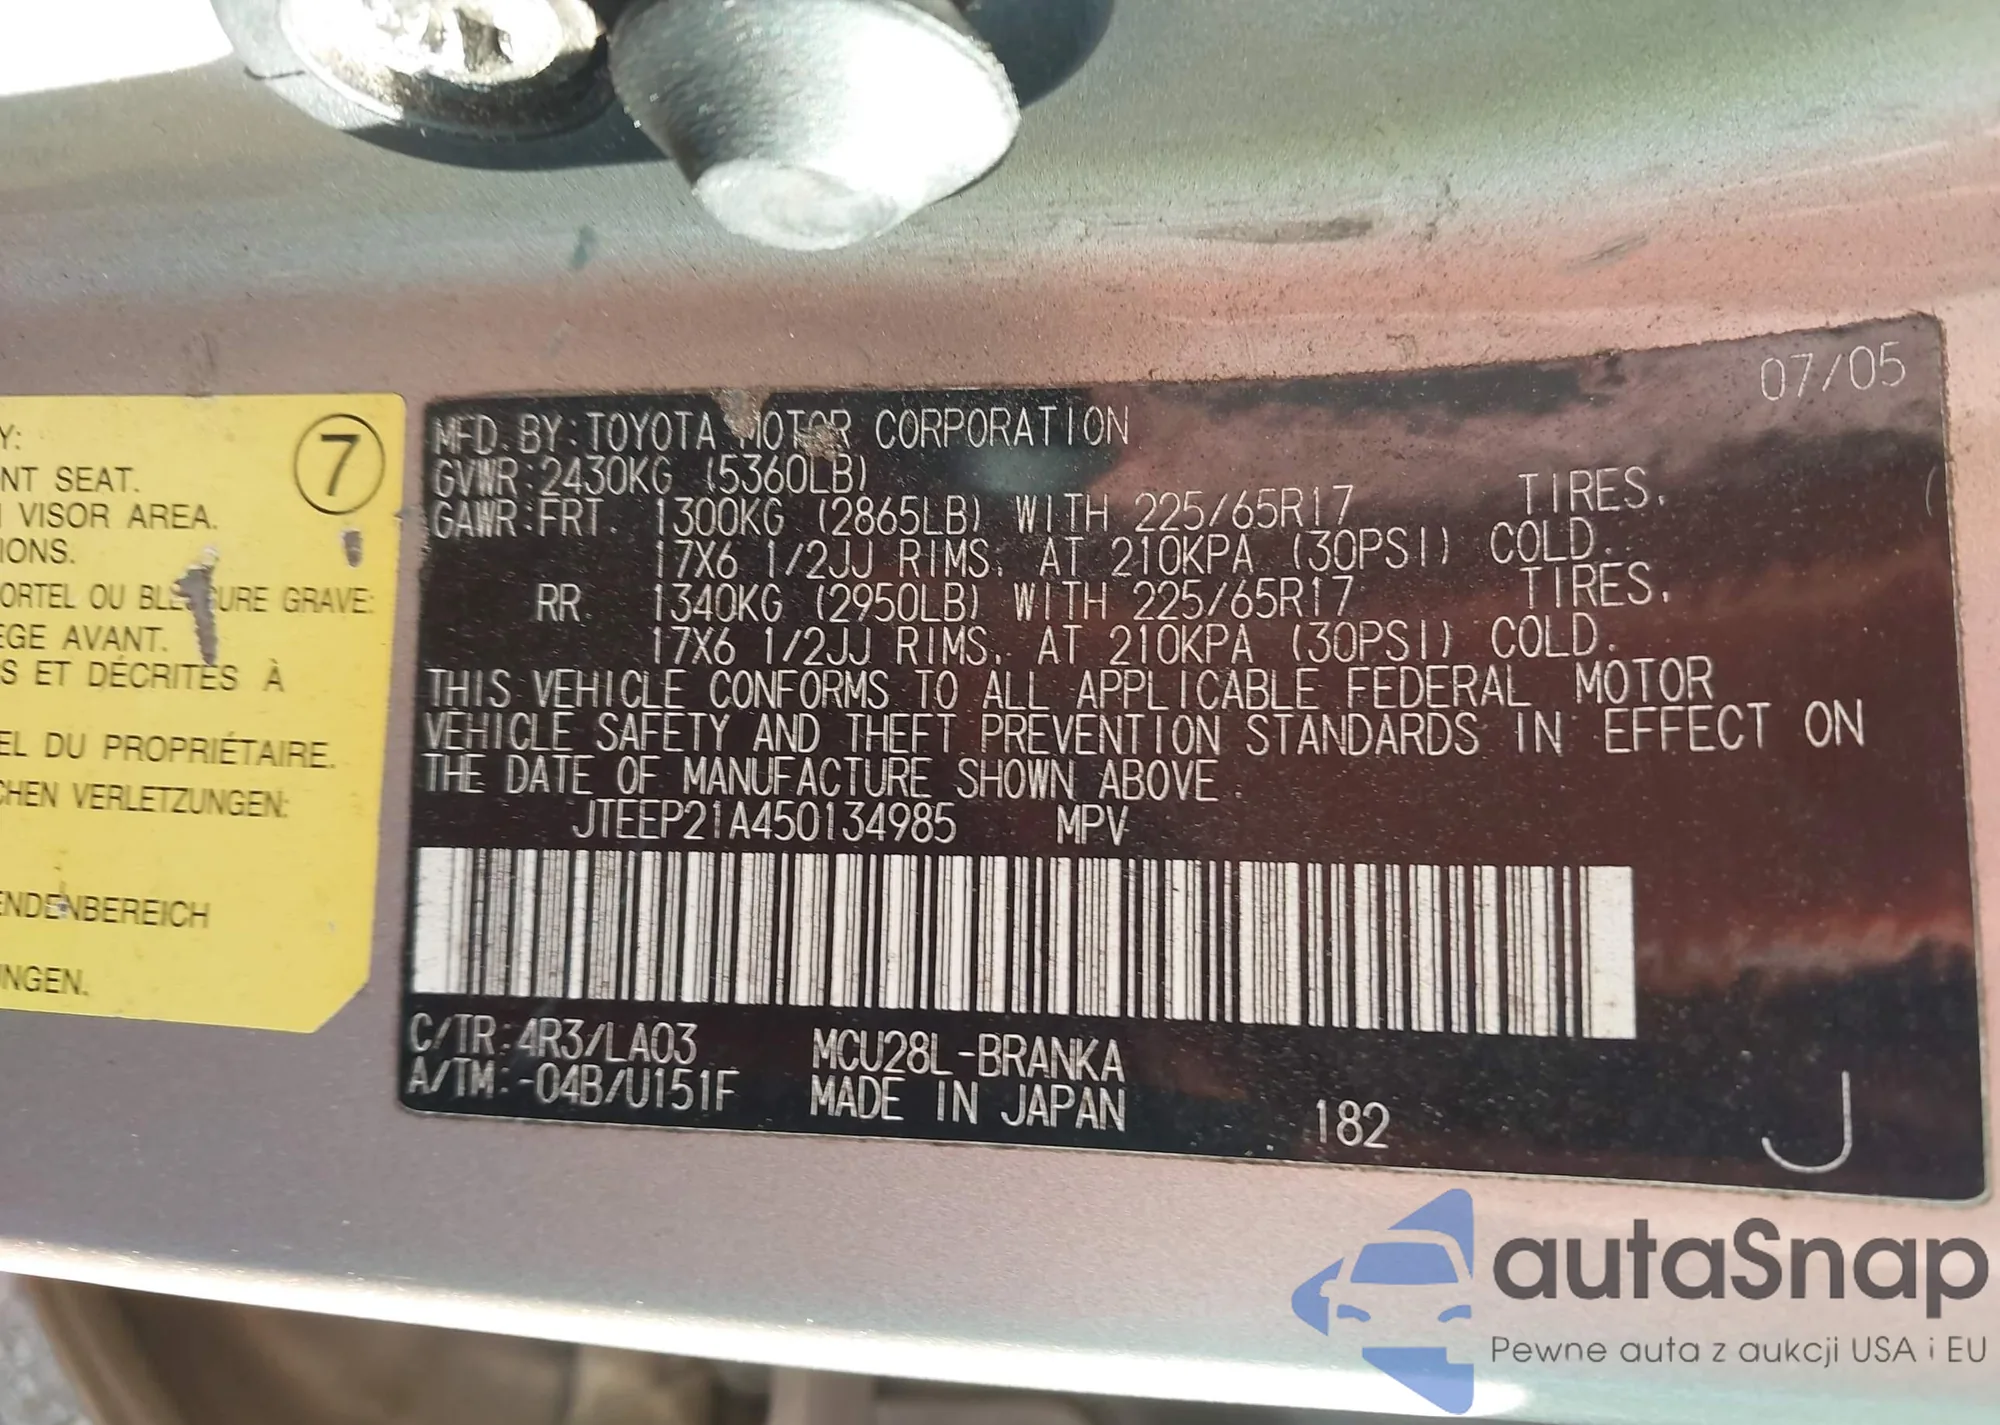 Y:
NT SEAT.
VISOR AREA.
IONS.
ORTEL OU BLESSURE GRAVE:
EGE AVANT.
S ET DÉCRITES À
EL DU PROPRIÉTAIRE.
CHEN VERLETZUNGEN:
ENDENBEREICH
NGEN.
7
07/05
MFD. BY: TOYOTA MOTOR CORPORATION
GVWR: 2430KG (5360LB)
GAWR: FRT. 1300KG (2865LB) WITH 225/65R17 TIRES,
17X6 1/2JJ RIMS, AT 210KPA (30PSI) COLD.
RR. 1340KG (2950LB) WITH 225/65R17 TIRES,
17X6 1/2JJ RIMS, AT 210KPA (30PSI) COLD.
THIS VEHICLE CONFORMS TO ALL APPLICABLE FEDERAL MOTOR
VEHICLE SAFETY AND THEFT PREVENTION STANDARDS IN EFFECT ON
THE DATE OF MANUFACTURE SHOWN ABOVE.
JTEEP21A450134985 MPV
C/TR: 4R3/LA03 MCU28L-BRANKA
A/TM: -04B/U151F MADE IN JAPAN 182 J
autaSnap
Pewne auta z aukcji USA i EU